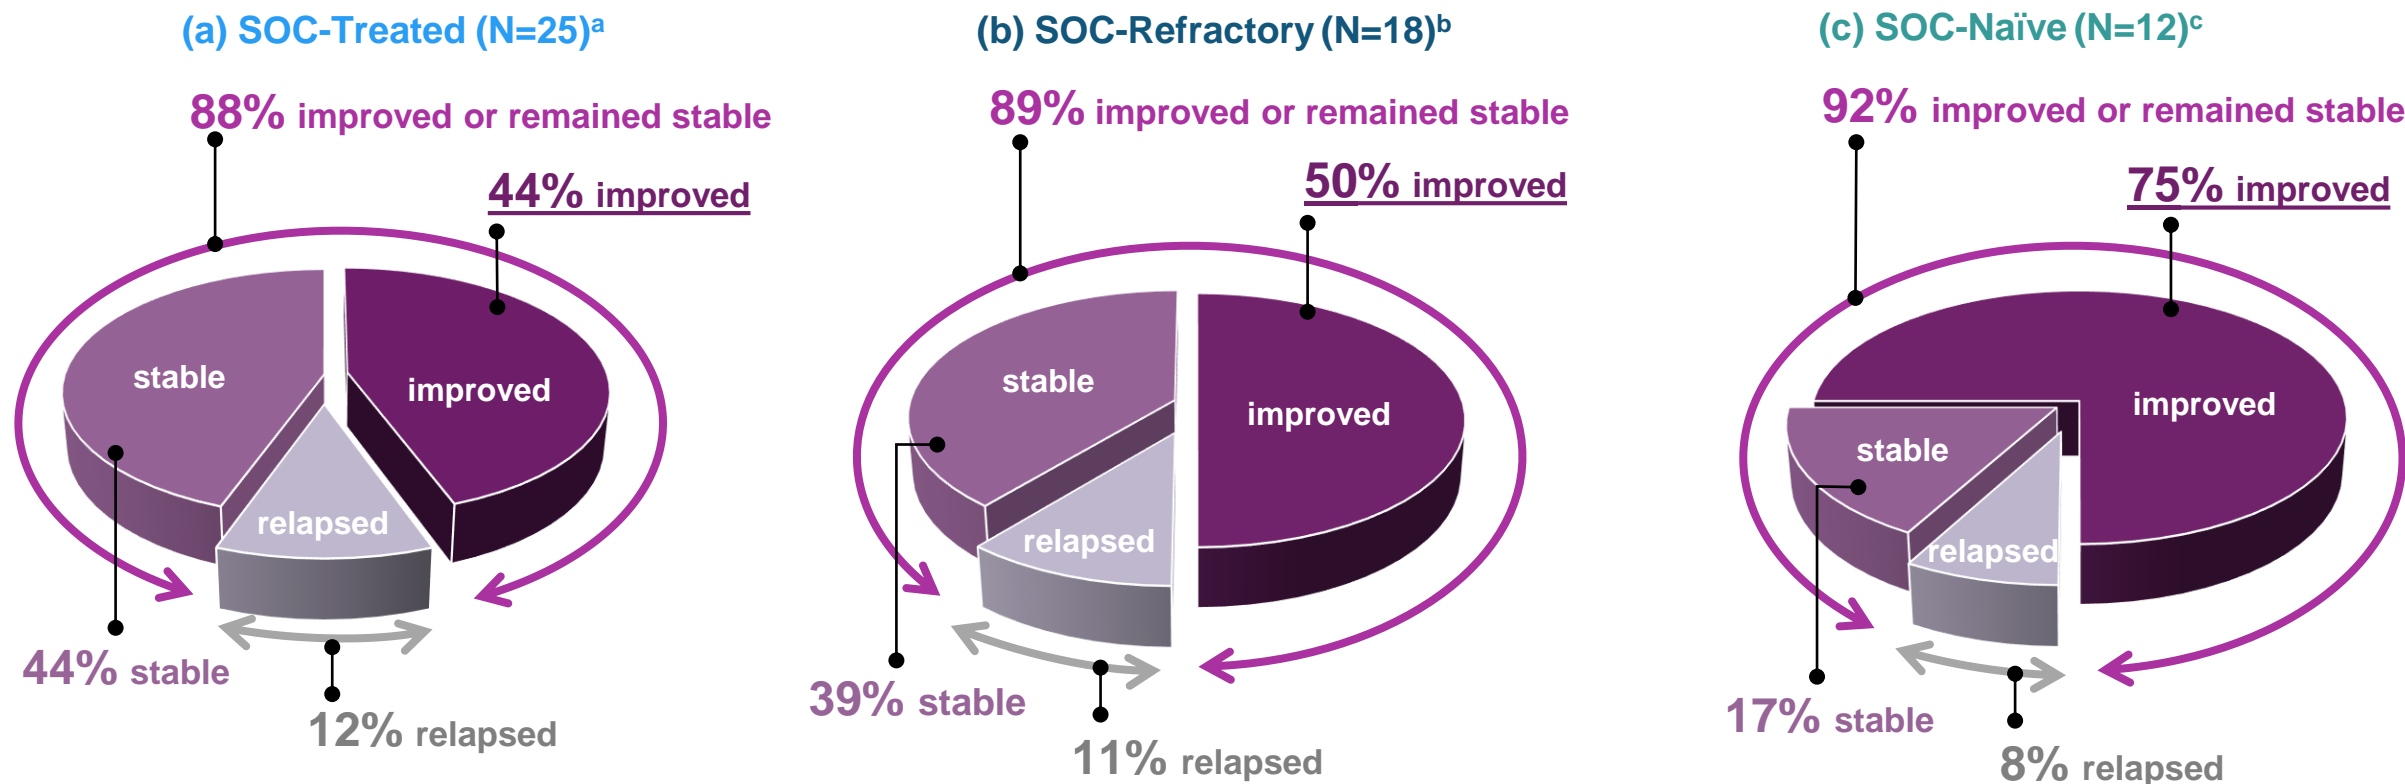 (a) SOC-Treated (N=25)ᵃ
88% improved or remained stable
44% improved
stable
improved
relapsed
44% stable
12% relapsed
(b) SOC-Refractory (N=18)ᵇ
89% improved or remained stable
50% improved
stable
improved
relapsed
39% stable
11% relapsed
(c) SOC-Naïve (N=12)ᶜ
92% improved or remained stable
75% improved
improved
stable
relapsed
17% stable
8% relapsed